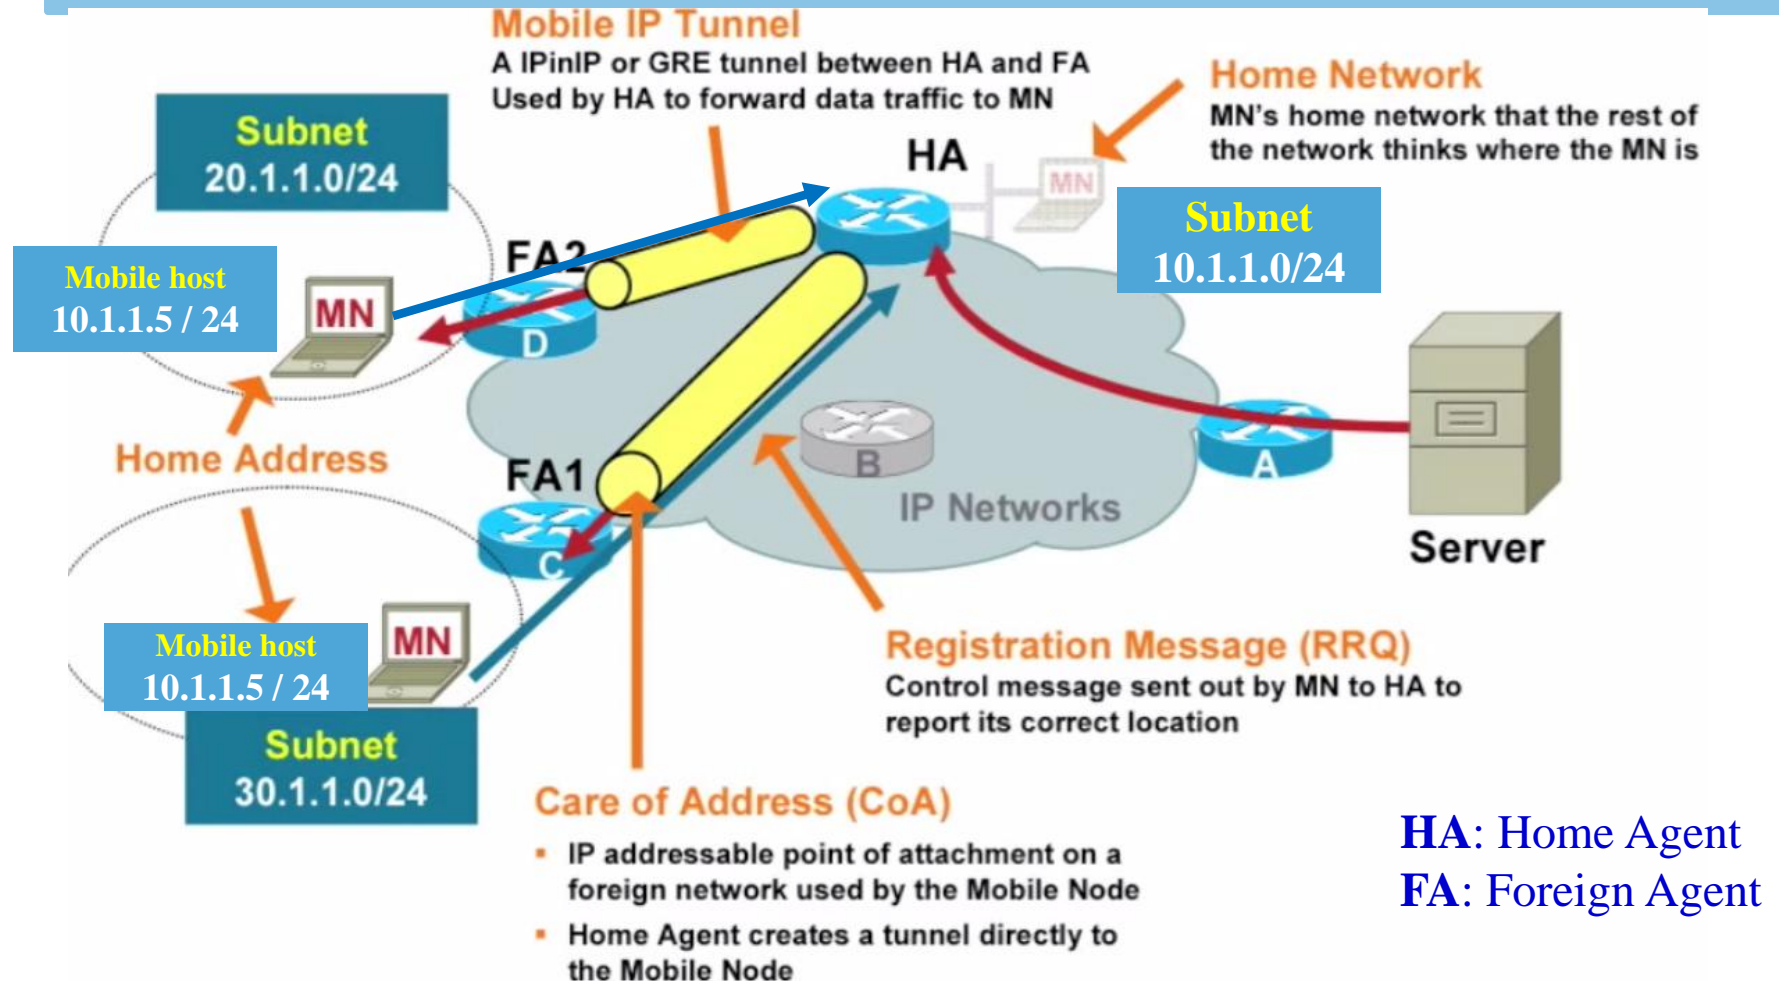 Mobile IP Tunnel
A IPinIP or GRE tunnel between HA and FA
Used by HA to forward data traffic to MN
Home Network
MN's home network that the rest of
the network thinks where the MN is
Subnet
20.1.1.0/24
HA
MN
Subnet
10.1.1.0/24
FA2
Mobile host
10.1.1.5 / 24
MN
D
Home Address
FA1
B
A
IP Networks
Server
C
Mobile host
10.1.1.5 / 24
MN
Subnet
30.1.1.0/24
Registration Message (RRQ)
Control message sent out by MN to HA to
report its correct location
Care of Address (CoA)
▪ IP addressable point of attachment on a
foreign network used by the Mobile Node
▪ Home Agent creates a tunnel directly to
the Mobile Node
HA: Home Agent
FA: Foreign Agent